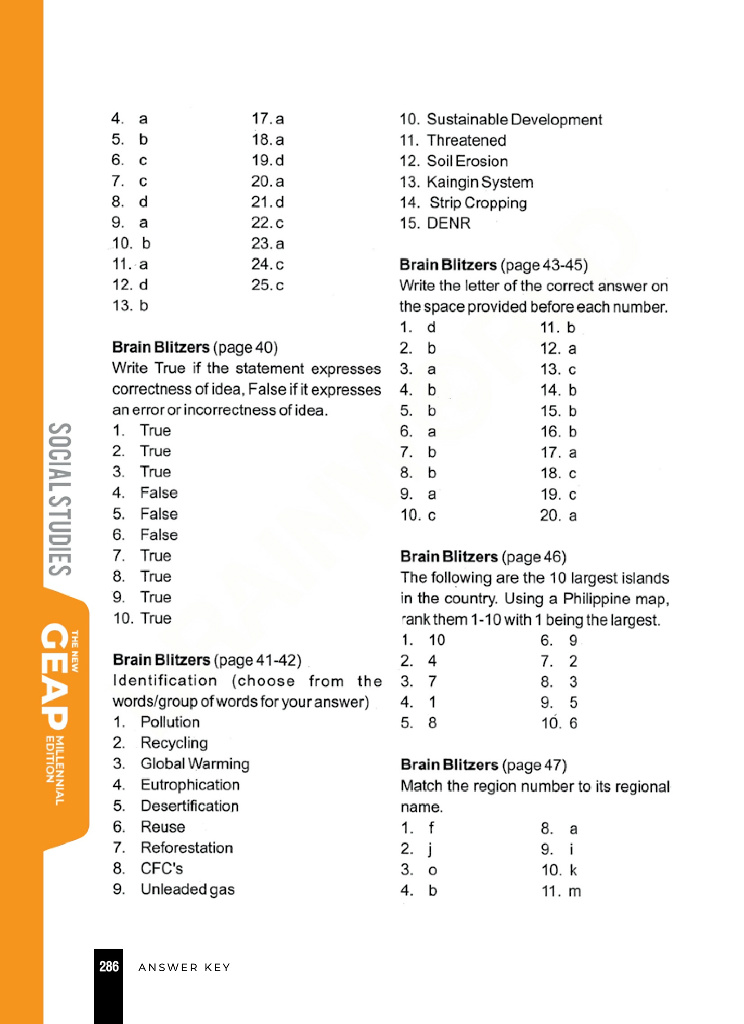 4. a
5. b
6. c
7. c
8. d
9. a
10. b
11. a
12. d
13. b
17. a
18. a
19. d
20. a
21. d
22. c
23. a
24. c
25. c
Brain Blitzers (page 40)
Write True if the statement expresses
correctness of idea, False if it expresses
an error or incorrectness of idea.
1. True
2. True
3. True
4. False
5. False
6. False
7. True
8. True
9. True
10. True
Brain Blitzers (page 41-42)
Identification (choose from the
words/group of words for your answer)
1. Pollution
2. Recycling
3. Global Warming
4. Eutrophication
5. Desertification
6. Reuse
7. Reforestation
8. CFC's
9. Unleaded gas
10. Sustainable Development
11. Threatened
12. Soil Erosion
13. Kaingin System
14. Strip Cropping
15. DENR
Brain Blitzers (page 43-45)
Write the letter of the correct answer on
the space provided before each number.
1. d
2. b
3. a
4. b
5. b
6. a
7. b
8. b
9. a
10. c
11. b
12. a
13. c
14. b
15. b
16. b
17. a
18. c
19. c
20. a
Brain Blitzers (page 46)
The following are the 10 largest islands
in the country. Using a Philippine map,
rank them 1-10 with 1 being the largest.
1. 10
2. 4
3. 7
4. 1
5. 8
6. 9
7. 2
8. 3
9. 5
10. 6
Brain Blitzers (page 47)
Match the region number to its regional
name.
1. f
2. j
3. o
4. b
8. a
9. i
10. k
11. m
SOCIAL STUDIES
THE NEW
GEAP
MILLENNIAL
EDITION
286
ANSWER KEY